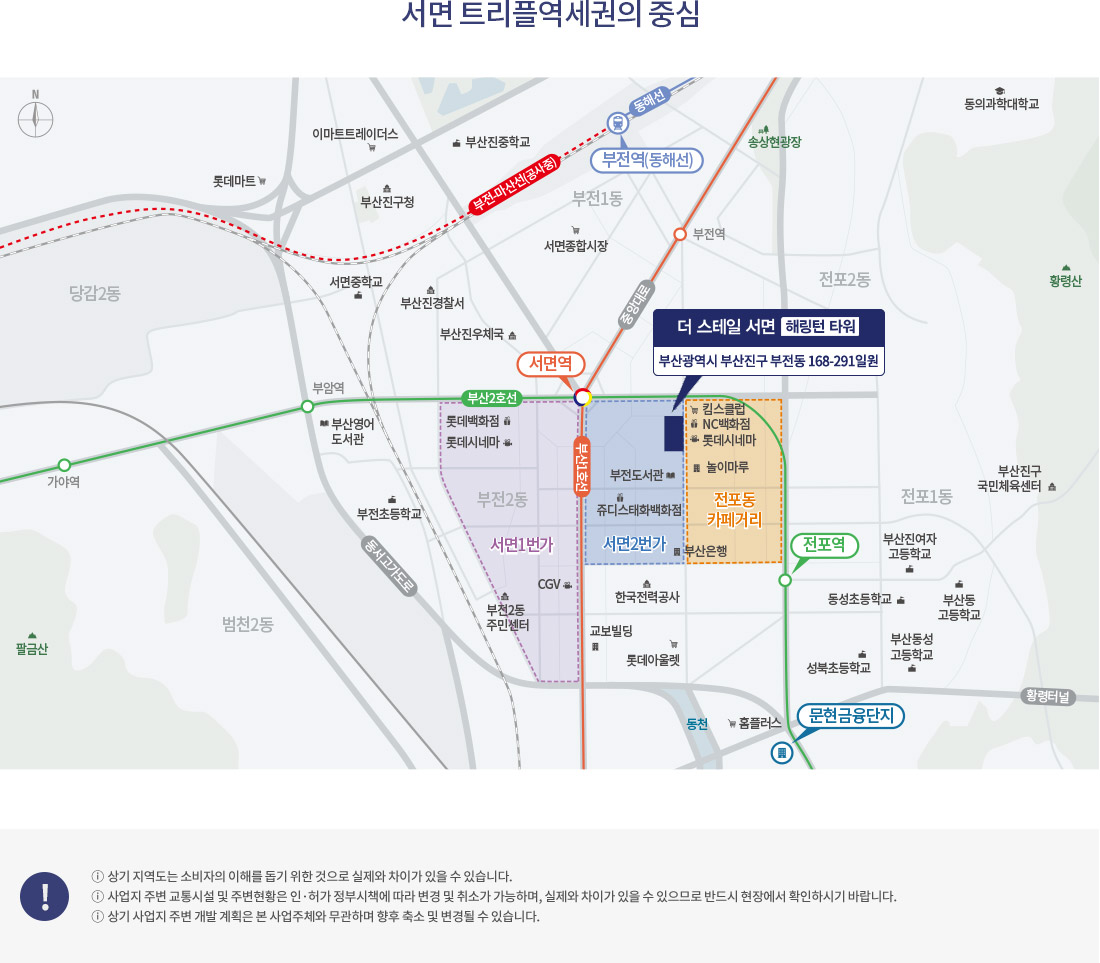 서면 트리플역세권의 중심
N
동해선
동의과학대학교
이마트트레이더스
부산진중학교
송상현광장
부전역(동해선)
부전-마산선(공사중)
롯데마트
부산진구청
부전1동
부전역
서면종합시장
당감2동
서면중학교
전포2동
황령산
부산진경찰서
중앙대로
부산진우체국
더 스테일 서면 해링턴 타워
부산광역시 부산진구 부전동 168-291일원
서면역
부암역
부산2호선
롯데백화점
롯데시네마
킴스클럽
NC백화점
롯데시네마
부산영어
도서관
부산1호선
부전도서관
놀이마루
가야역
부산진구
국민체육센터
부전2동
쥬디스태화백화점
전포동
카페거리
전포1동
부전초등학교
서면1번가
서면2번가
부산은행
전포역
부산진여자
고등학교
동서고가도로
CGV
한국전력공사
동성초등학교
부산동
고등학교
부전2동
주민센터
범천2동
교보빌딩
롯데아울렛
부산동성
고등학교
성북초등학교
팔금산
황령터널
동천
홈플러스
문현금융단지
!
ⓘ 상기 지역도는 소비자의 이해를 돕기 위한 것으로 실제와 차이가 있을 수 있습니다.
ⓘ 사업지 주변 교통시설 및 주변현황은 인·허가 정부시책에 따라 변경 및 취소가 가능하며, 실제와 차이가 있을 수 있으므로 반드시 현장에서 확인하시기 바랍니다.
ⓘ 상기 사업지 주변 개발 계획은 본 사업주체와 무관하며 향후 축소 및 변경될 수 있습니다.